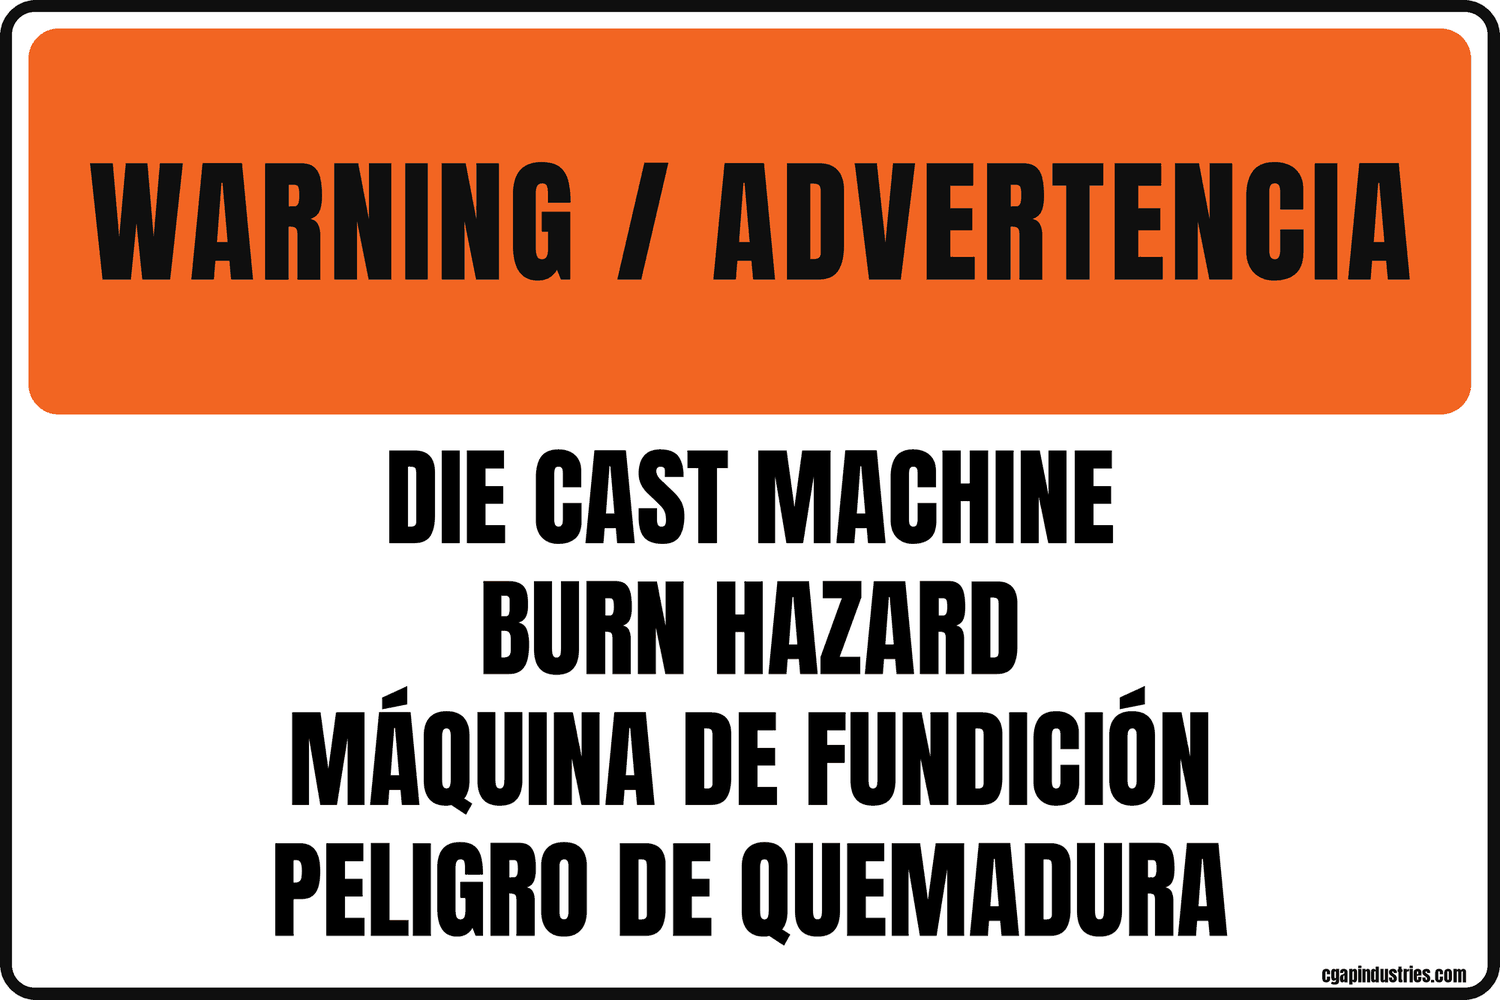 WARNING / ADVERTENCIA
DIE CAST MACHINE
BURN HAZARD
MÁQUINA DE FUNDICIÓN
PELIGRO DE QUEMADURA
cgapindustries.com